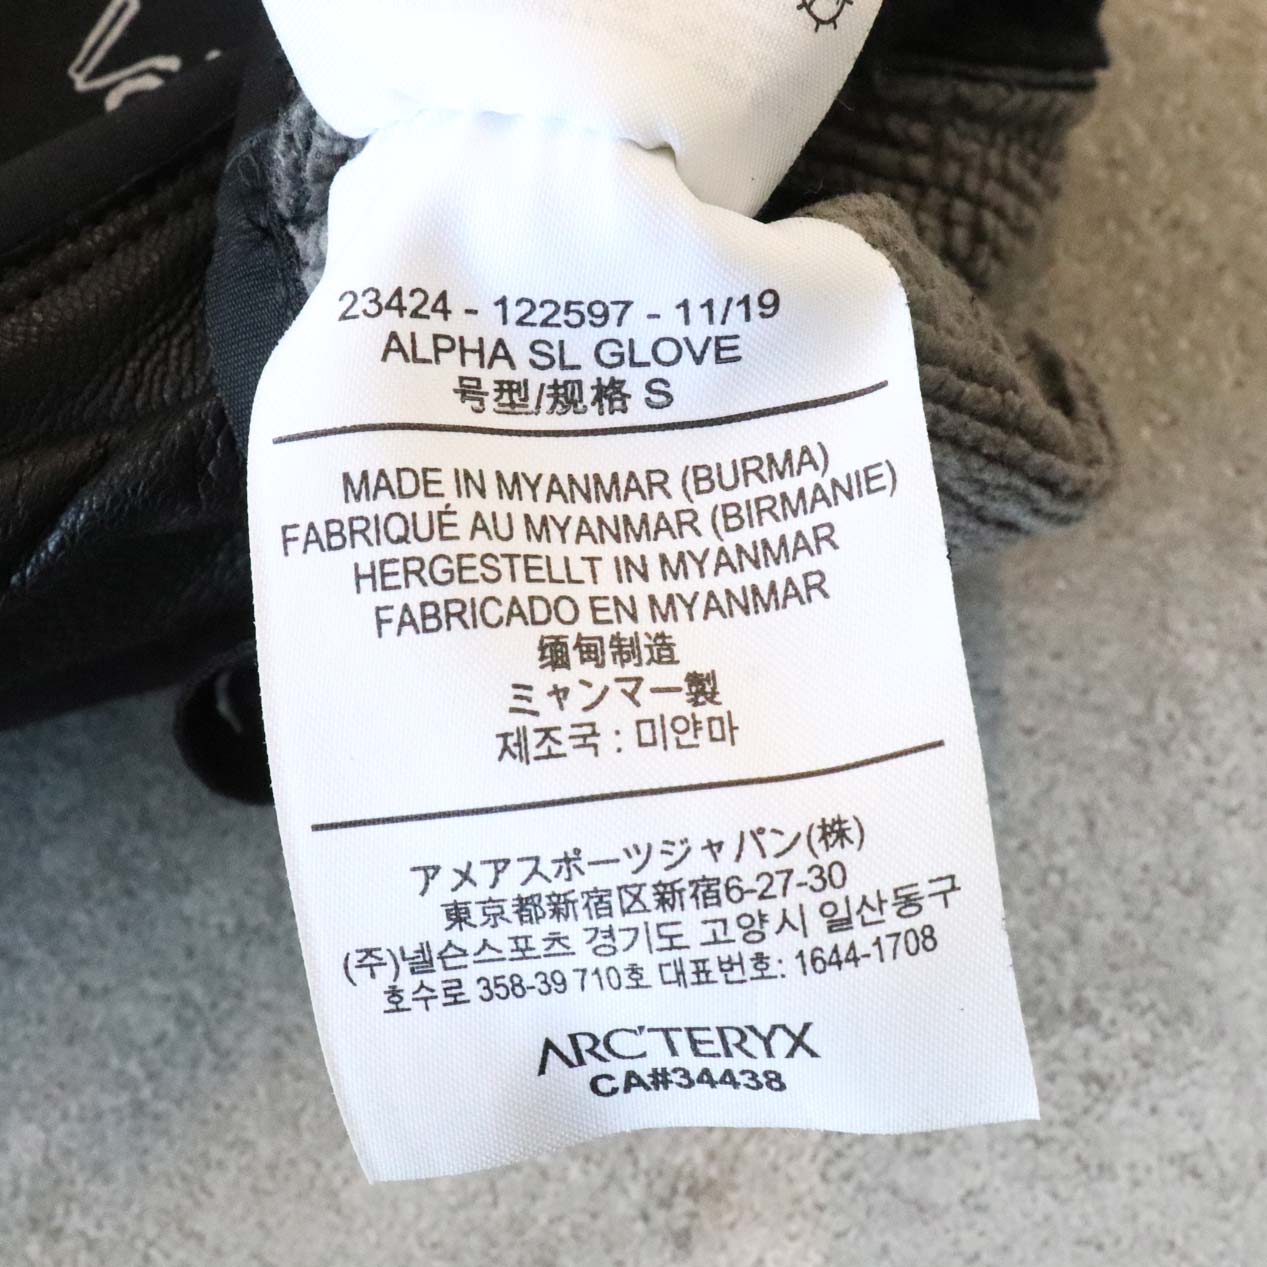 23424 - 122597 - 11/19
ALPHA SL GLOVE
号型/规格 S
MADE IN MYANMAR (BURMA)
FABRIQUÉ AU MYANMAR (BIRMANIE)
HERGESTELLT IN MYANMAR
FABRICADO EN MYANMAR
缅甸制造
ミャンマー製
제조국 : 미얀마
アメアスポーツジャパン(株)
東京都新宿区新宿6-27-30
(주)넬슨스포츠 경기도 고양시 일산동구
호수로 358-39 710호 대표번호: 1644-1708
ARC'TERYX
CA#34438